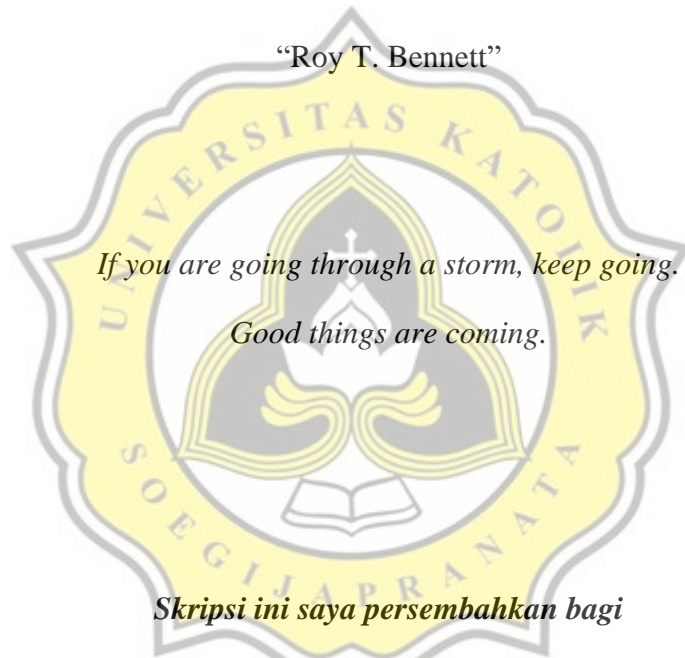 “Roy T. Bennett”
If you are going through a storm, keep going.
Good things are coming.
Skripsi ini saya persembahkan bagi
UNIVERSITAS KATOLIK
SOEGIJAPRANATA